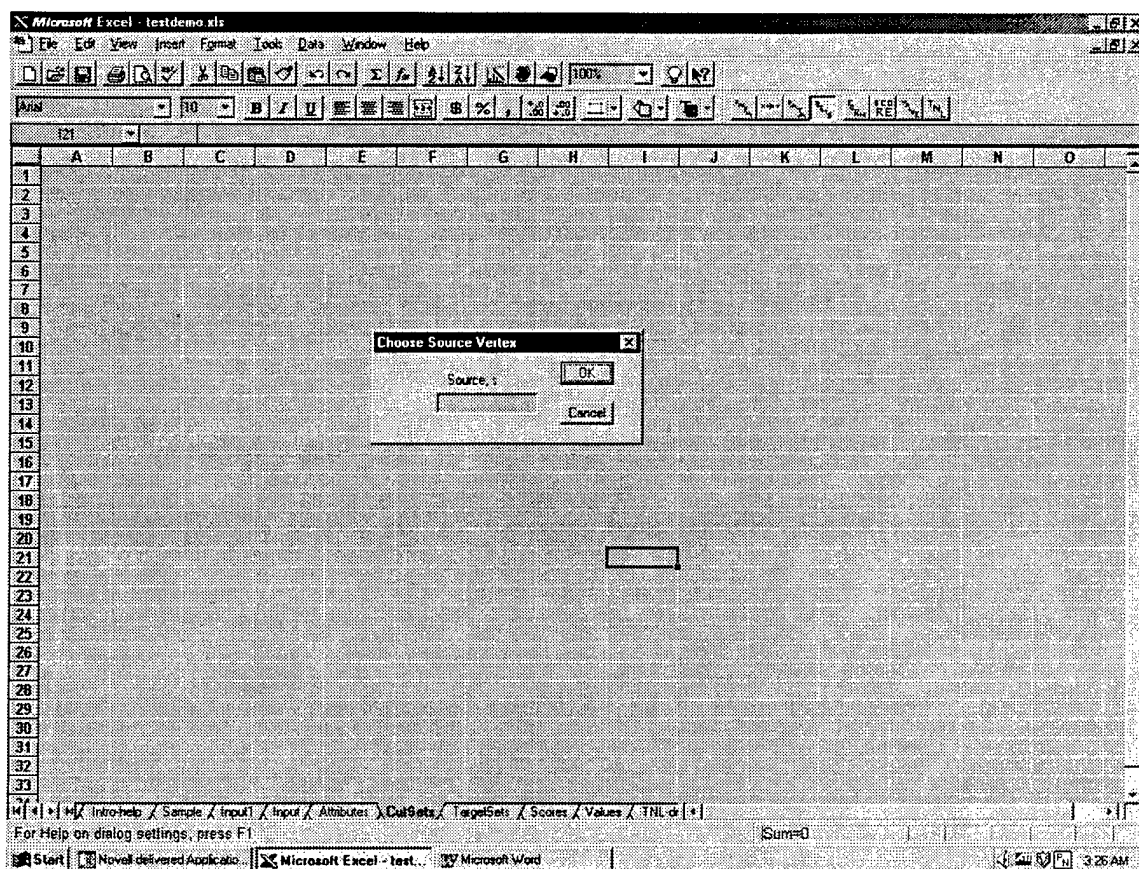 Microsoft Excel - testdemo.xls
File Edit View Insert Format Tools Data Window Help
100%
Arial 10 B I U $ % ,
I21
A B C D E F G H I J K L M N O
1
2
3
4
5
6
7
8
9
10
11
12
13
14
15
16
17
18
19
20
21
22
23
24
25
26
27
28
29
30
31
32
33
Choose Source Vertex
Source, s
OK
Cancel
Intro-help Sample Input1 Input Attributes CutSets TargetSets Scores Values TNL-dr
For Help on dialog settings, press F1
Sum=0
Start Novell delivered Applicatio... Microsoft Excel - test... Microsoft Word 3:26 AM